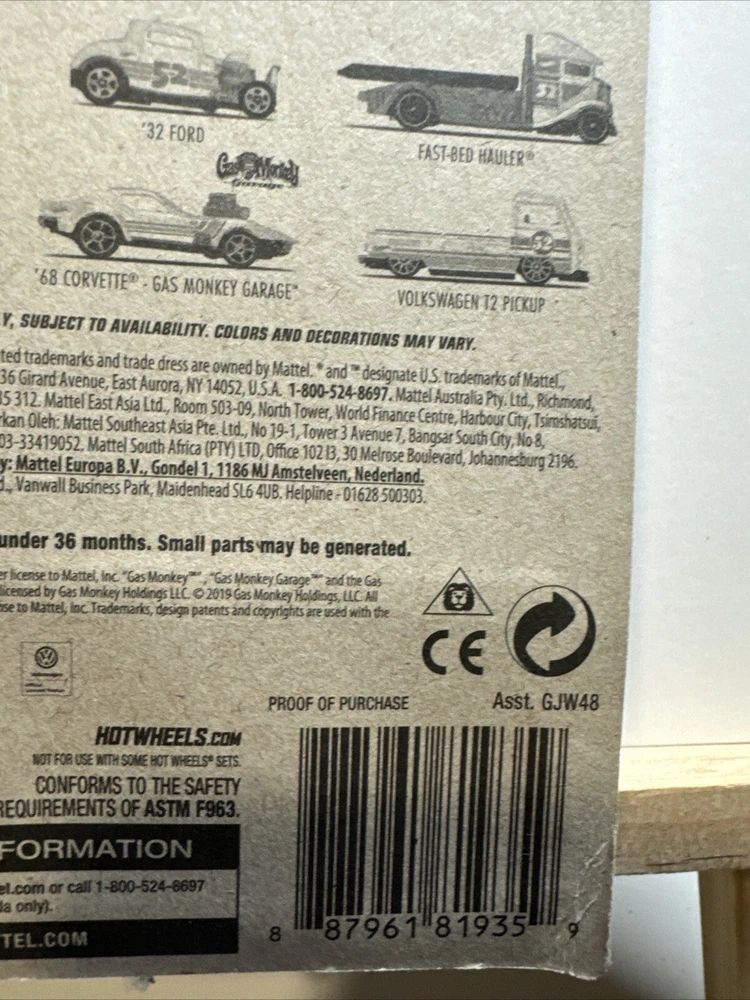 52
'32 FORD
FAST-BED HAULER®
Gas Monkey
Garage
'68 CORVETTE® - GAS MONKEY GARAGE™
52
VOLKSWAGEN T2 PICKUP
Y, SUBJECT TO AVAILABILITY. COLORS AND DECORATIONS MAY VARY.
ted trademarks and trade dress are owned by Mattel. ® and ™ designate U.S. trademarks of Mattel.,
36 Girard Avenue, East Aurora, NY 14052, U.S.A. 1-800-524-8697. Mattel Australia Pty. Ltd., Richmond,
312. Mattel East Asia Ltd., Room 503-09, North Tower, World Finance Centre, Harbour City, Tsimshatsui,
rkan Oleh: Mattel Southeast Asia Pte. Ltd., No 19-1, Tower 3 Avenue 7, Bangsar South City, No 8,
03-33419052. Mattel South Africa (PTY) LTD, Office 102 I3, 30 Melrose Boulevard, Johannesburg 2196.
y: Mattel Europa B.V., Gondel 1, 1186 MJ Amstelveen, Nederland.
d., Vanwall Business Park, Maidenhead SL6 4UB. Helpline - 01628 500303.
under 36 months. Small parts may be generated.
er license to Mattel, Inc. "Gas Monkey™", "Gas Monkey Garage™" and the Gas
licensed by Gas Monkey Holdings LLC. © 2019 Gas Monkey Holdings, LLC. All
nse to Mattel, Inc. Trademarks, design patents and copyrights are used with the
CE
Volkswagen
PROOF OF PURCHASE
Asst. GJW48
HOTWHEELS.COM
NOT FOR USE WITH SOME HOT WHEELS® SETS.
CONFORMS TO THE SAFETY
REQUIREMENTS OF ASTM F963.
FORMATION
el.com or call 1-800-524-8697
da only).
TEL.COM
8 87961 81935 9